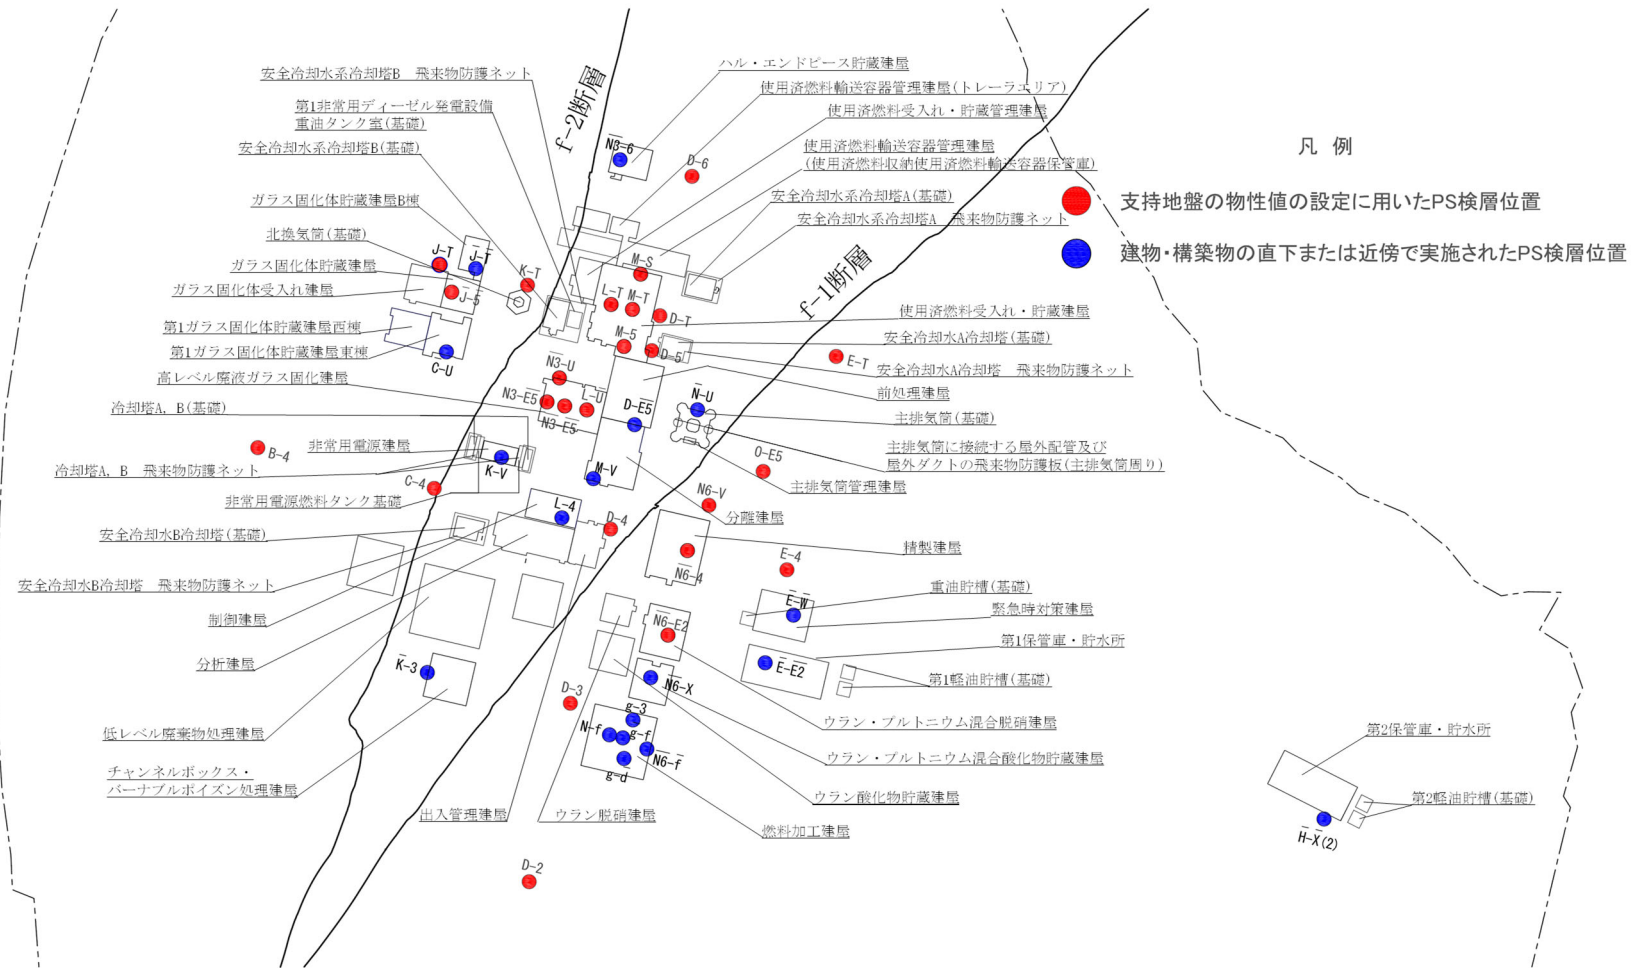 安全冷却水系冷却塔B　飛来物防護ネット
第1非常用ディーゼル発電設備
重油タンク室(基礎)
安全冷却水系冷却塔B(基礎)
ガラス固化体貯蔵建屋B棟
北換気筒(基礎)
ガラス固化体貯蔵建屋
ガラス固化体受入れ建屋
第1ガラス固化体貯蔵建屋西棟
第1ガラス固化体貯蔵建屋東棟
高レベル廃液ガラス固化建屋
冷却塔A, B(基礎)
非常用電源建屋
冷却塔A, B　飛来物防護ネット
非常用電源燃料タンク基礎
安全冷却水B冷却塔(基礎)
安全冷却水B冷却塔　飛来物防護ネット
制御建屋
分析建屋
低レベル廃棄物処理建屋
チャンネルボックス・
バーナブルポイズン処理建屋
出入管理建屋
ウラン脱硝建屋
f-2断層
f-1断層
ハル・エンドピース貯蔵建屋
使用済燃料輸送容器管理建屋(トレーラエリア)
使用済燃料受入れ・貯蔵管理建屋
使用済燃料輸送容器管理建屋
(使用済燃料収納使用済燃料輸送容器保管庫)
安全冷却水系冷却塔A(基礎)
安全冷却水系冷却塔A　飛来物防護ネット
使用済燃料受入れ・貯蔵建屋
安全冷却水A冷却塔(基礎)
安全冷却水A冷却塔　飛来物防護ネット
前処理建屋
主排気筒(基礎)
主排気筒に接続する屋外配管及び
屋外ダクトの飛来物防護板(主排気筒周り)
主排気筒管理建屋
分離建屋
精製建屋
重油貯槽(基礎)
緊急時対策建屋
第1保管庫・貯水所
第1軽油貯槽(基礎)
ウラン・プルトニウム混合脱硝建屋
ウラン・プルトニウム混合酸化物貯蔵建屋
ウラン酸化物貯蔵建屋
燃料加工建屋
第2保管庫・貯水所
第2軽油貯槽(基礎)
凡 例
支持地盤の物性値の設定に用いたPS検層位置
建物・構築物の直下または近傍で実施されたPS検層位置
N̅3-6
D-6
J-T
J̅-T̅
J̅-5
K-T
M-S
L-T
M-T
D-T
M-5
D-5
E-T
C̅-U
N̅3-U
N3-E5
N3-E̅5̅
L-U̅
D-E̅5̅
N̅-U
B-4
C-4
K-V
M-V
O-E5
N6-V
L-4
D-4
N̅6-4
E-4
E-W̅
N̅6-E2
E̅-E̅2̅
K̅-3
N̅6-X
D-3
g-3
N-f
g-f
N̅6-f̅
g-d
D-2
H̅-X̅(2)